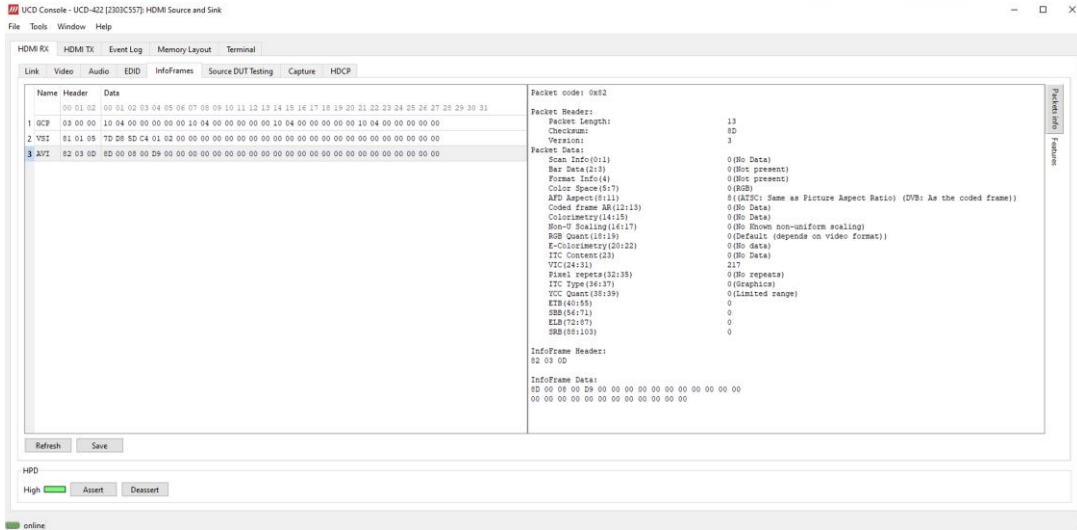 UCD Console - UCD-422 [2303C557]: HDMI Source and Sink
File Tools Window Help
HDMI RX HDMI TX Event Log Memory Layout Terminal
Link Video Audio EDID InfoFrames Source DUT Testing Capture HDCP
Name Header Data
00 01 02 00 01 02 03 04 05 06 07 08 09 10 11 12 13 14 15 16 17 18 19 20 21 22 23 24 25 26 27 28 29 30 31
1 GCP 03 00 00 10 04 00 00 00 00 00 10 04 00 00 00 00 00 10 04 00 00 00 00 00 10 04 00 00 00 00 00
2 VSI 81 01 05 7D D8 5D C4 01 02 00 00 00 00 00 00 00 00 00 00 00 00 00 00 00 00 00 00 00 00 00
3 AVI 82 03 0D 8D 00 08 00 D9 00 00 00 00 00 00 00 00 00 00 00 00 00 00 00 00 00 00 00 00 00 00
Packet code: 0x82
Packet Header:
Packet Length: 13
Checksum: 8D
Version: 3
Packet Data:
Scan Info(0:1) 0(No Data)
Bar Data(2:3) 0(Not present)
Format Info(4) 0(Not present)
Color Space(5:7) 0(RGB)
AFD Aspect(8:11) 8((ATSC: Same as Picture Aspect Ratio) (DVB: As the coded frame))
Coded frame AR(12:13) 0(No Data)
Colorimetry(14:15) 0(No Data)
Non-U Scaling(16:17) 0(No Known non-uniform scaling)
RGB Quant(18:19) 0(Default (depends on video format))
E-Colorimetry(20:22) 0(No data)
ITC Content(23) 0(No Data)
VIC(24:31) 217
Pixel repets(32:35) 0(No repeats)
ITC Type(36:37) 0(Graphics)
YCC Quant(38:39) 0(Limited range)
ETB(40:55) 0
SBB(56:71) 0
ELB(72:87) 0
SRB(88:103) 0
InfoFrame Header:
82 03 0D
InfoFrame Data:
8D 00 08 00 D9 00 00 00 00 00 00 00 00 00 00 00 00
00 00 00 00 00 00 00 00 00 00 00 00 00
Packets info
Features
Refresh Save
HPD
High Assert Deassert
online